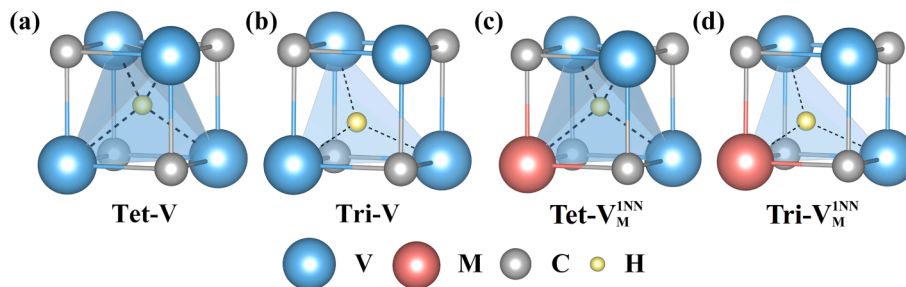 (a) (b) (c) (d)
Tet-V Tri-V Tet-V_M^1NN Tri-V_M^1NN
V M C H